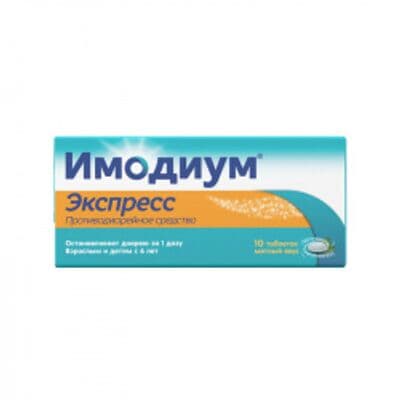 Имодиум®
Экспресс
Противодиарейное средство
Останавливает диарею за 1 дозу
Взрослым и детям с 6 лет
10 таблеток
мятный вкус